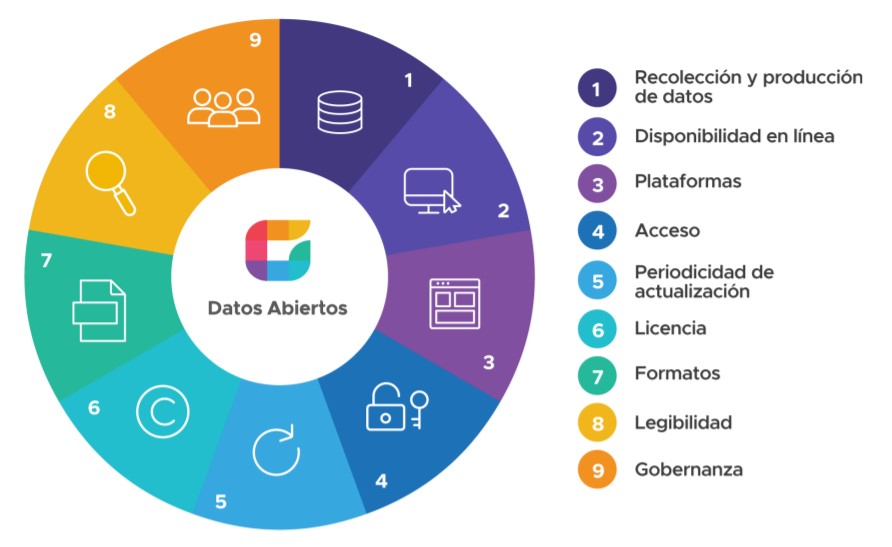 9
1
8
2
7
Datos Abiertos
3
6
4
5
1 Recolección y producción
de datos
2 Disponibilidad en línea
3 Plataformas
4 Acceso
5 Periodicidad de
actualización
6 Licencia
7 Formatos
8 Legibilidad
9 Gobernanza